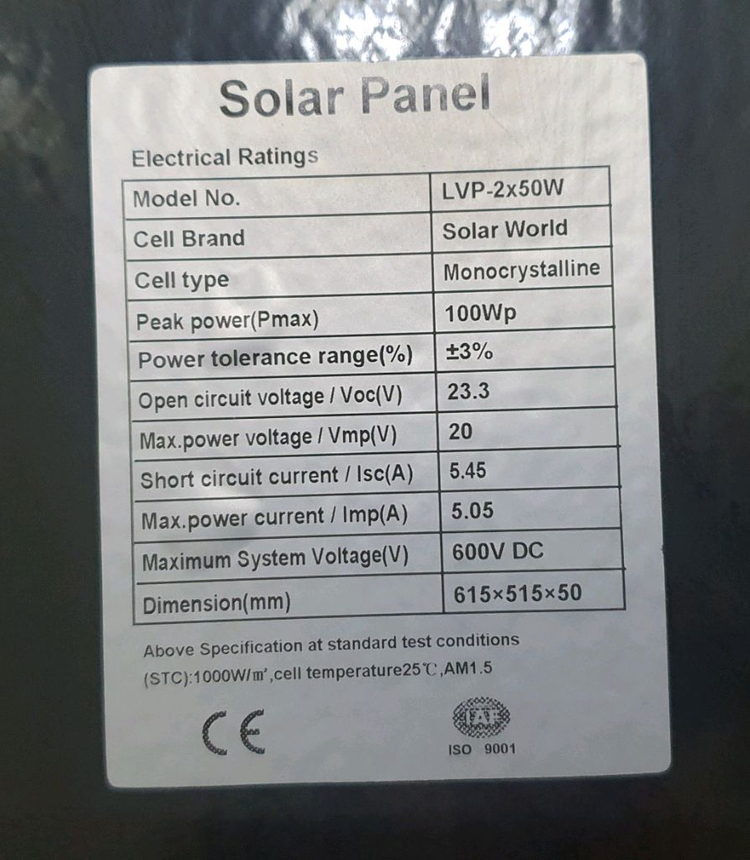 Solar Panel
Electrical Ratings
Model No. LVP-2x50W
Cell Brand Solar World
Cell type Monocrystalline
Peak power(Pmax) 100Wp
Power tolerance range(%) ±3%
Open circuit voltage / Voc(V) 23.3
Max.power voltage / Vmp(V) 20
Short circuit current / Isc(A) 5.45
Max.power current / Imp(A) 5.05
Maximum System Voltage(V) 600V DC
Dimension(mm) 615×515×50
Above Specification at standard test conditions
(STC):1000W/㎡,cell temperature25℃,AM1.5
CE IAF
ISO 9001